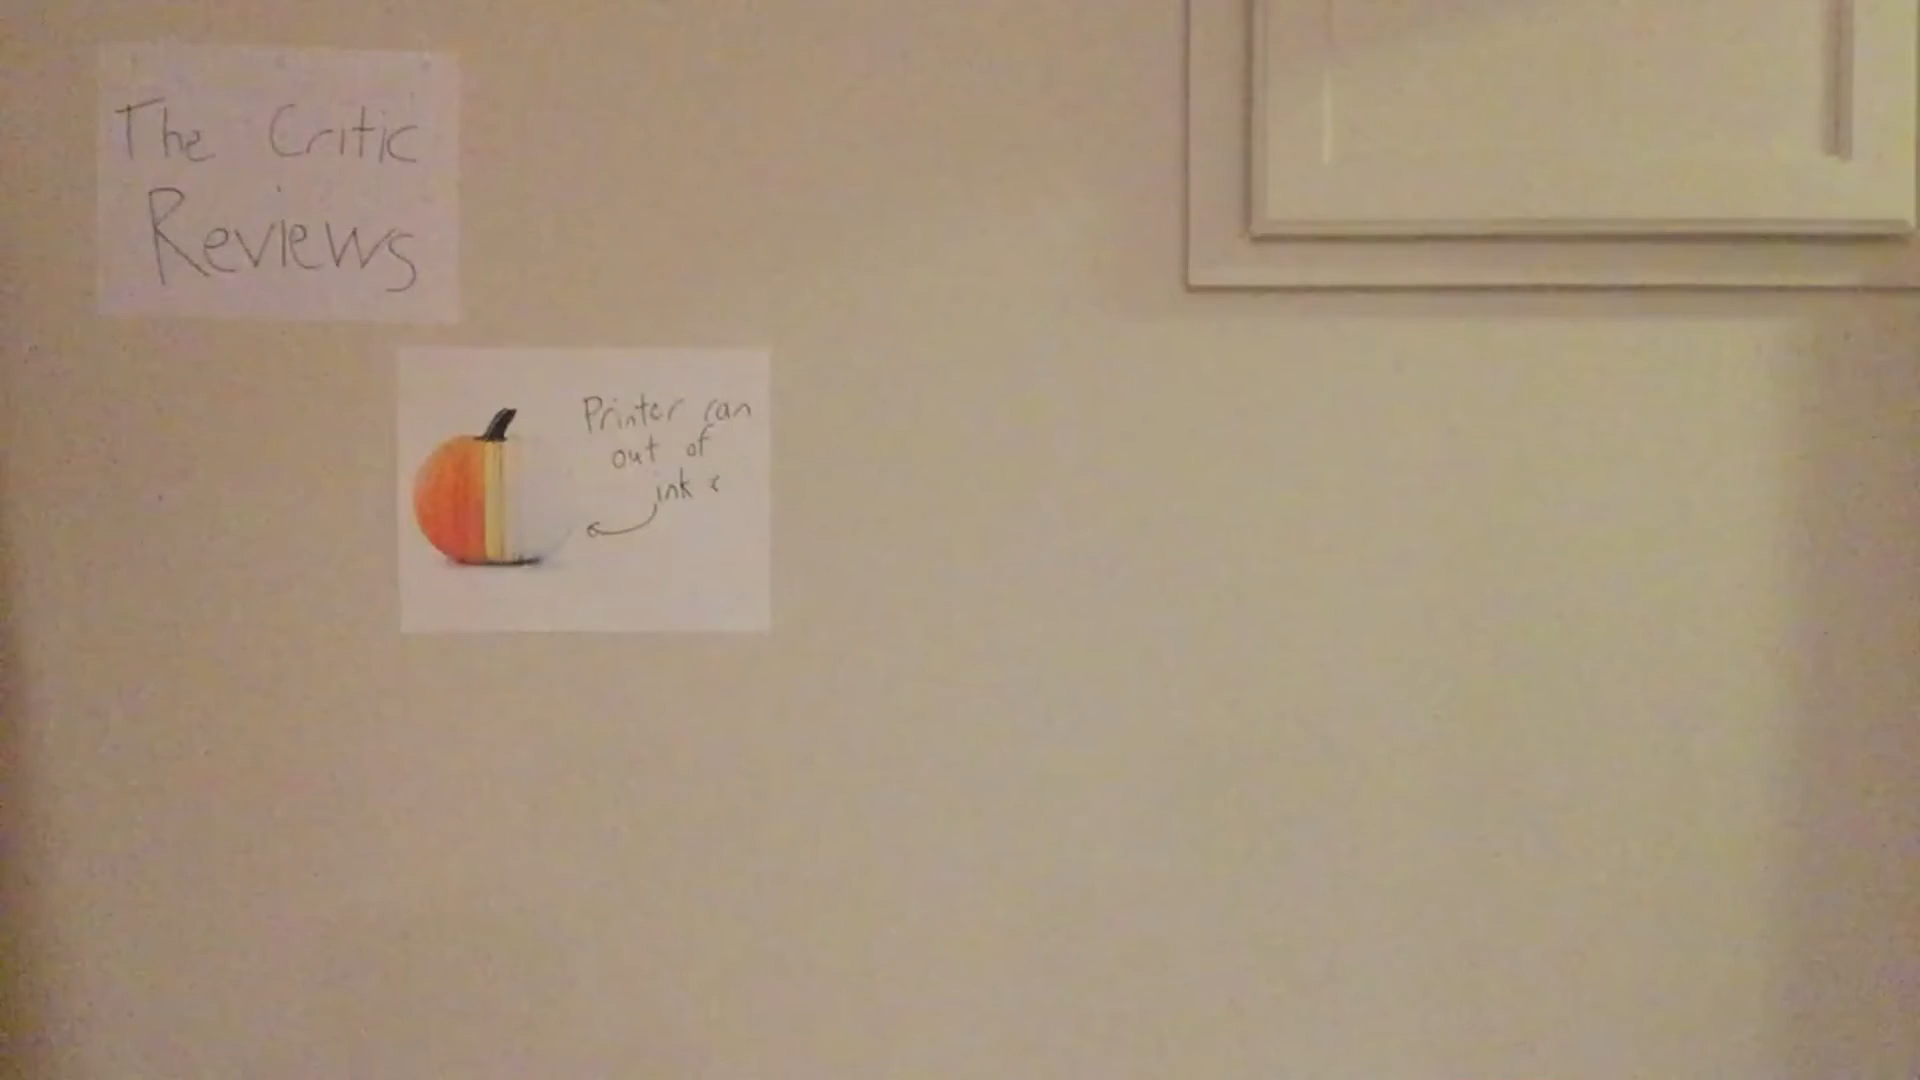 The Critic
Reviews
Printer ran
out of
ink :(